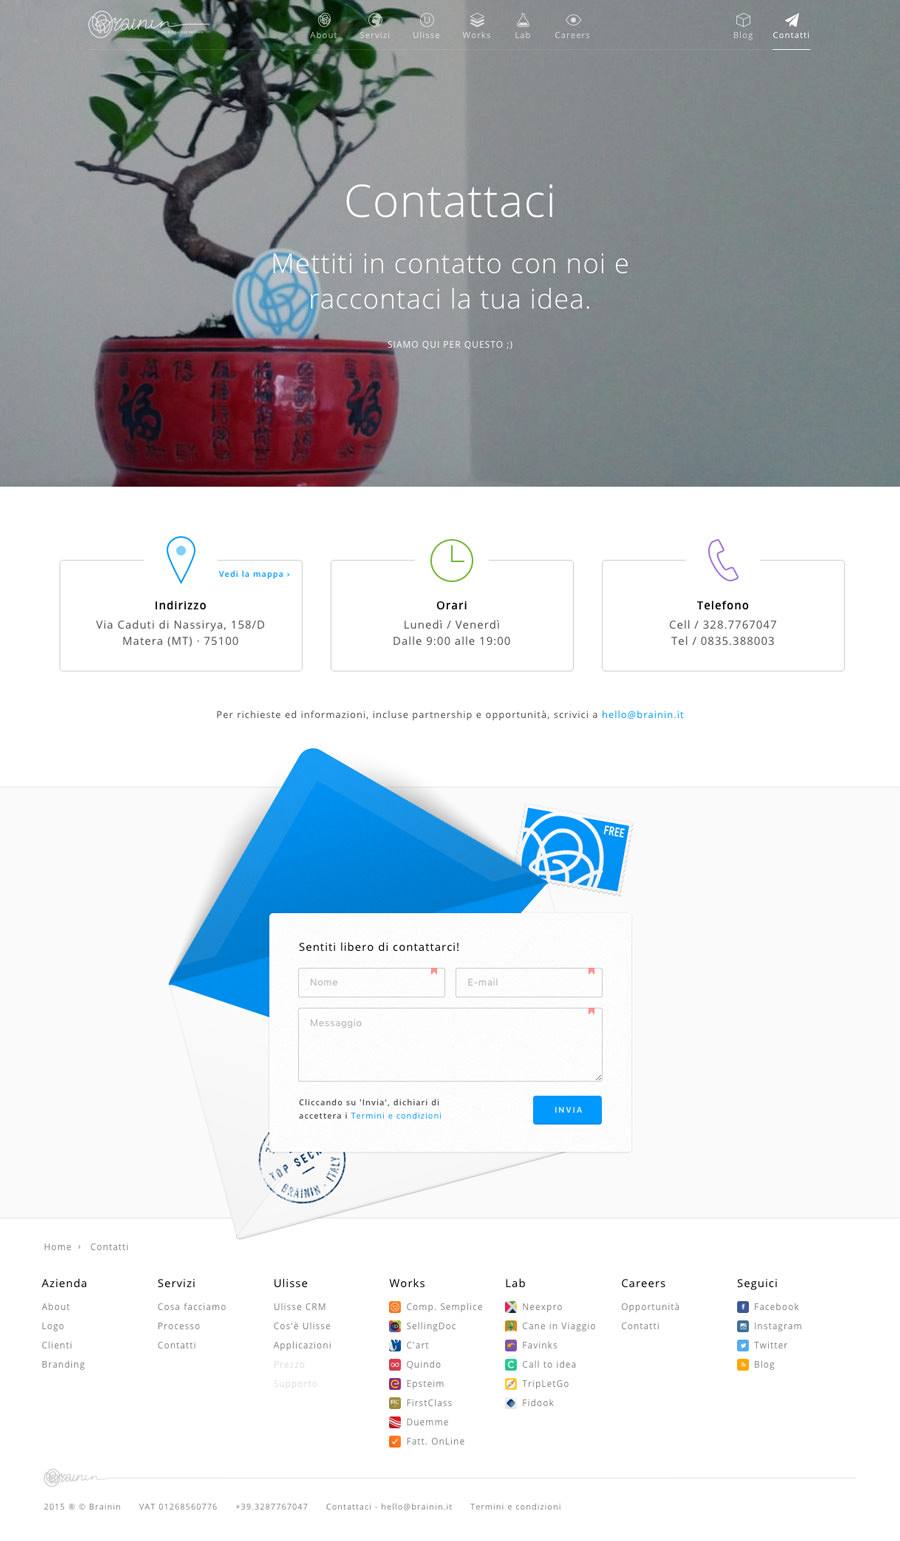 Brainin
About Servizi Ulisse Works Lab Careers Blog Contatti
Contattaci
Mettiti in contatto con noi e
raccontaci la tua idea.
SIAMO QUI PER QUESTO ;)
Vedi la mappa ›
Indirizzo
Via Caduti di Nassirya, 158/D
Matera (MT) · 75100
Orari
Lunedì / Venerdì
Dalle 9:00 alle 19:00
Telefono
Cell / 328.7767047
Tel / 0835.388003
Per richieste ed informazioni, incluse partnership e opportunità, scrivici a hello@brainin.it
FREE
Sentiti libero di contattarci!
Nome
E-mail
Messaggio
Cliccando su 'Invia', dichiari di
accettera i Termini e condizioni
INVIA
TOP SECR
BRAININ · ITALY
Home › Contatti
Azienda
About
Logo
Clienti
Branding
Servizi
Cosa facciamo
Processo
Contatti
Ulisse
Ulisse CRM
Cos'è Ulisse
Applicazioni
Prezzo
Supporto
Works
Comp. Semplice
SellingDoc
C'art
Quindo
Epsteim
FirstClass
Duemme
Fatt. OnLine
Lab
Neexpro
Cane in Viaggio
Favinks
Call to idea
TripLetGo
Fidook
Careers
Opportunità
Contatti
Seguici
Facebook
Instagram
Twitter
Blog
Brainin
2015 ® © Brainin VAT 01268560776 +39.3287767047 Contattaci - hello@brainin.it Termini e condizioni